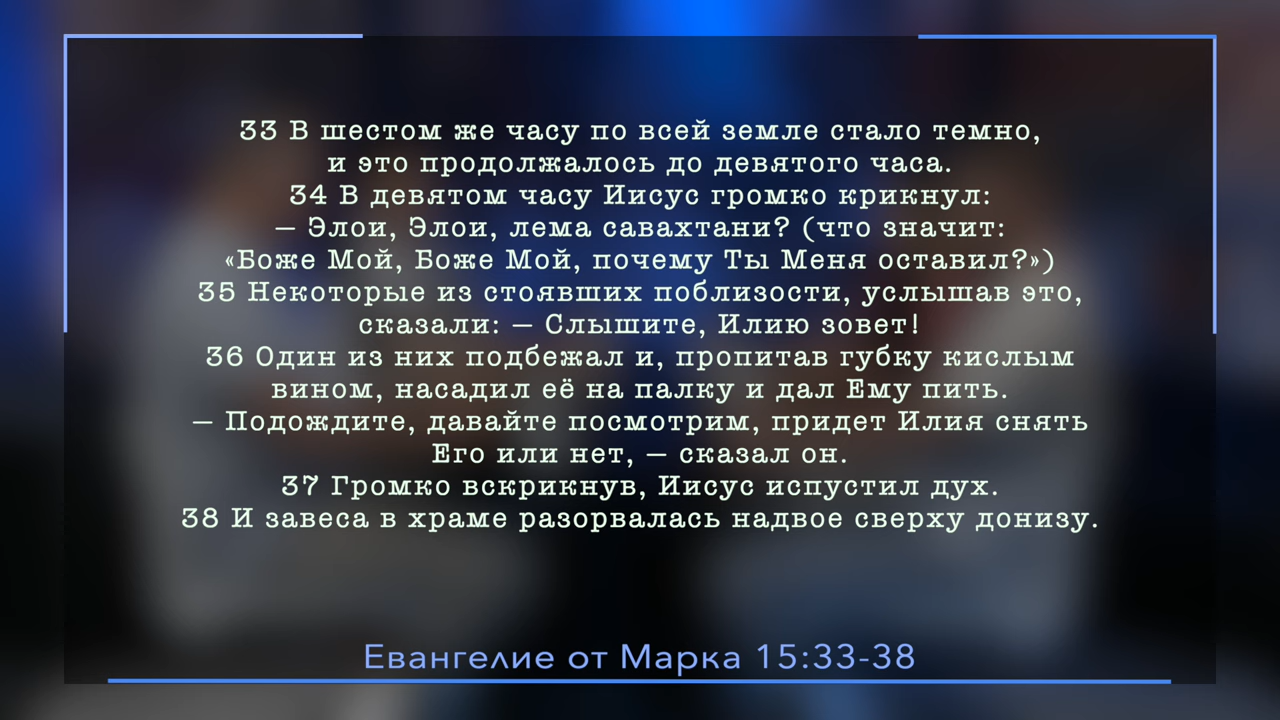 33 В шестом же часу по всей земле стало темно,
и это продолжалось до девятого часа.
34 В девятом часу Иисус громко крикнул:
– Элои, Элои, лема савахтани? (что значит:
«Боже Мой, Боже Мой, почему Ты Меня оставил?»)
35 Некоторые из стоявших поблизости, услышав это,
сказали: – Слышите, Илию зовет!
36 Один из них подбежал и, пропитав губку кислым
вином, насадил её на палку и дал Ему пить.
– Подождите, давайте посмотрим, придет Илия снять
Его или нет, – сказал он.
37 Громко вскрикнув, Иисус испустил дух.
38 И завеса в храме разорвалась надвое сверху донизу.
Евангелие от Марка 15:33-38